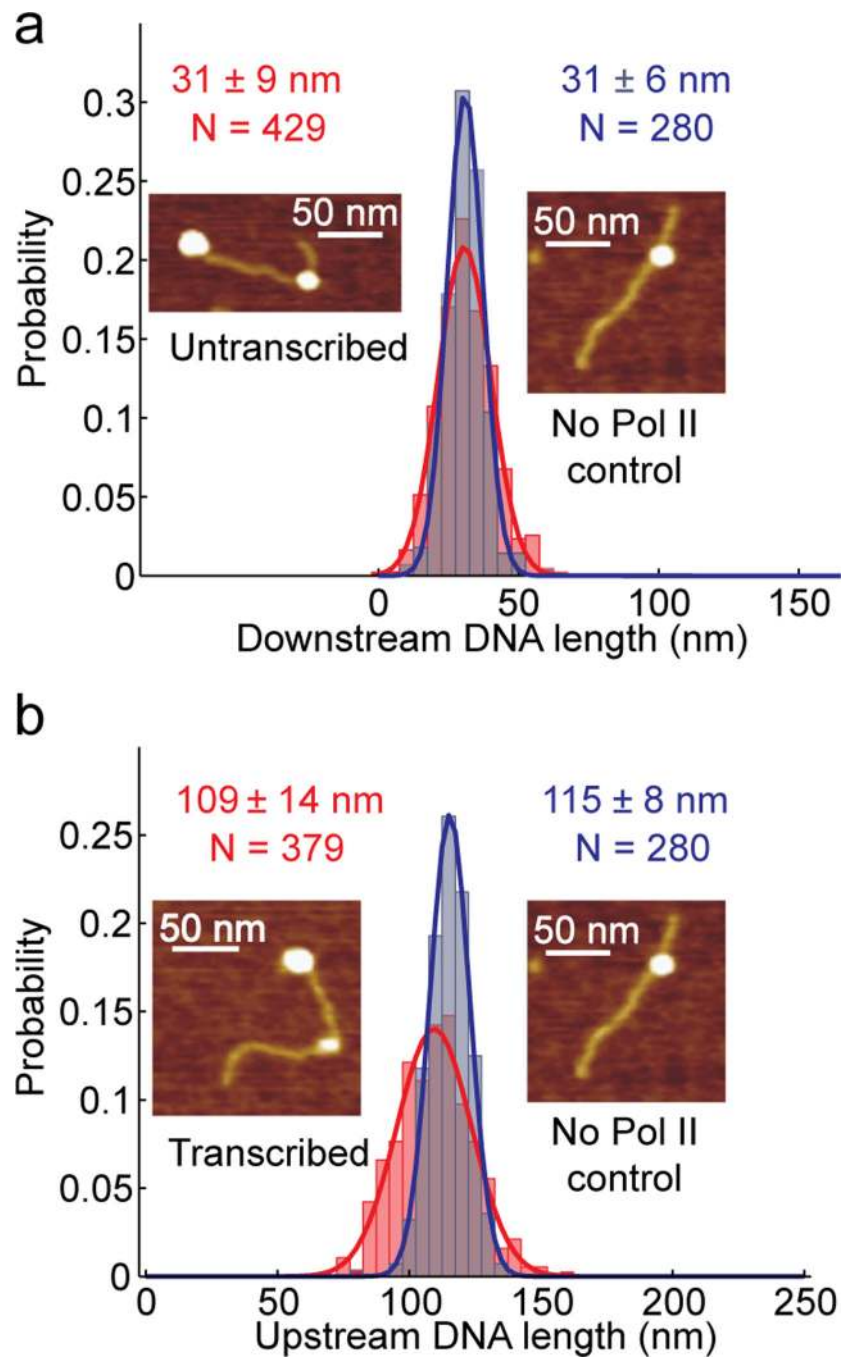 a
31 ± 9 nm
N = 429
31 ± 6 nm
N = 280
0.3
0.25
0.2
0.15
0.1
0.05
0
Probability
50 nm
50 nm
Untranscribed
No Pol II
control
0 50 100 150
Downstream DNA length (nm)
b
109 ± 14 nm
N = 379
115 ± 8 nm
N = 280
0.25
0.2
0.15
0.1
0.05
0
Probability
50 nm
50 nm
Transcribed
No Pol II
control
0 50 100 150 200 250
Upstream DNA length (nm)